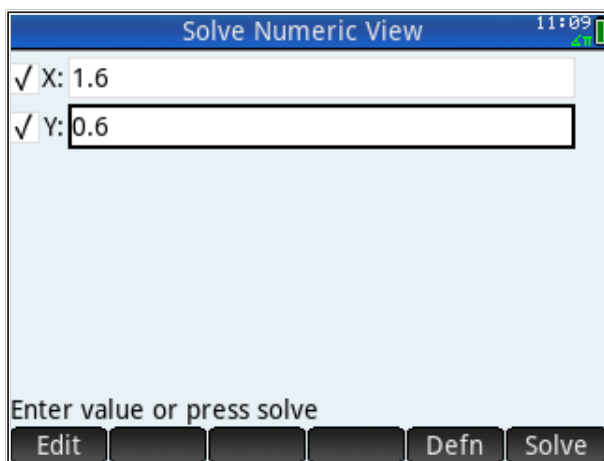 Solve Numeric View 11:09
∡π
√ X: 1.6
√ Y: 0.6
Enter value or press solve
Edit Defn Solve